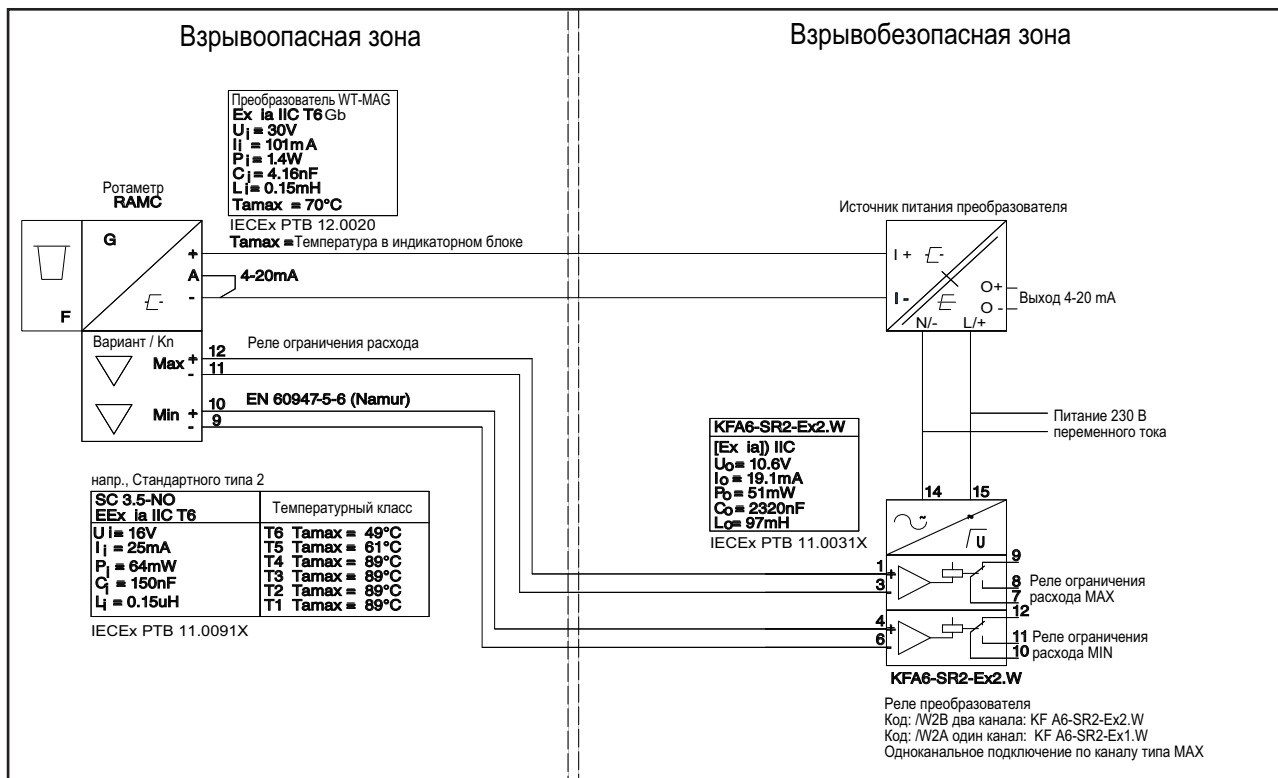 Взрывоопасная зона
Взрывобезопасная зона
Преобразователь WT-MAG
Ex ia IIC T6 Gb
Ui = 30V
Ii = 101mA
Pi = 1.4W
Ci = 4.16nF
Li = 0.15mH
Tamax = 70°C
IECEx PTB 12.0020
Tamax = Температура в индикаторном блоке
Ротаметр
RAMC
G
F
+
A
-
4-20mA
Источник питания преобразователя
I +
I -
O+
O -
Выход 4-20 mA
N/-
L/+
Вариант / Kn
Max +
-
12
11
Реле ограничения расхода
Min +
-
10
9
EN 60947-5-6 (Namur)
Питание 230 В
переменного тока
KFA6-SR2-Ex2.W
[Ex ia]) IIC
Uo= 10.6V
Io = 19.1mA
Po = 51mW
Co = 2320nF
Lo= 97mH
IECEx PTB 11.0031X
напр., Стандартного типа 2
SC 3.5-NO
EEx ia IIC T6
U i= 16V
Ii = 25mA
Pi = 64mW
Ci = 150nF
Li = 0.15uH
Температурный класс
T6 Tamax = 49°C
T5 Tamax = 61°C
T4 Tamax = 89°C
T3 Tamax = 89°C
T2 Tamax = 89°C
T1 Tamax = 89°C
IECEx PTB 11.0091X
14
15
~
U
1
+
3
-
9
8
7
Реле ограничения
расхода MAX
4
+
6
-
12
11
10
Реле ограничения
расхода MIN
KFA6-SR2-Ex2.W
Реле преобразователя
Код: /W2B два канала: KF A6-SR2-Ex2.W
Код: /W2A один канал: KF A6-SR2-Ex1.W
Одноканальное подключение по каналу типа MAX